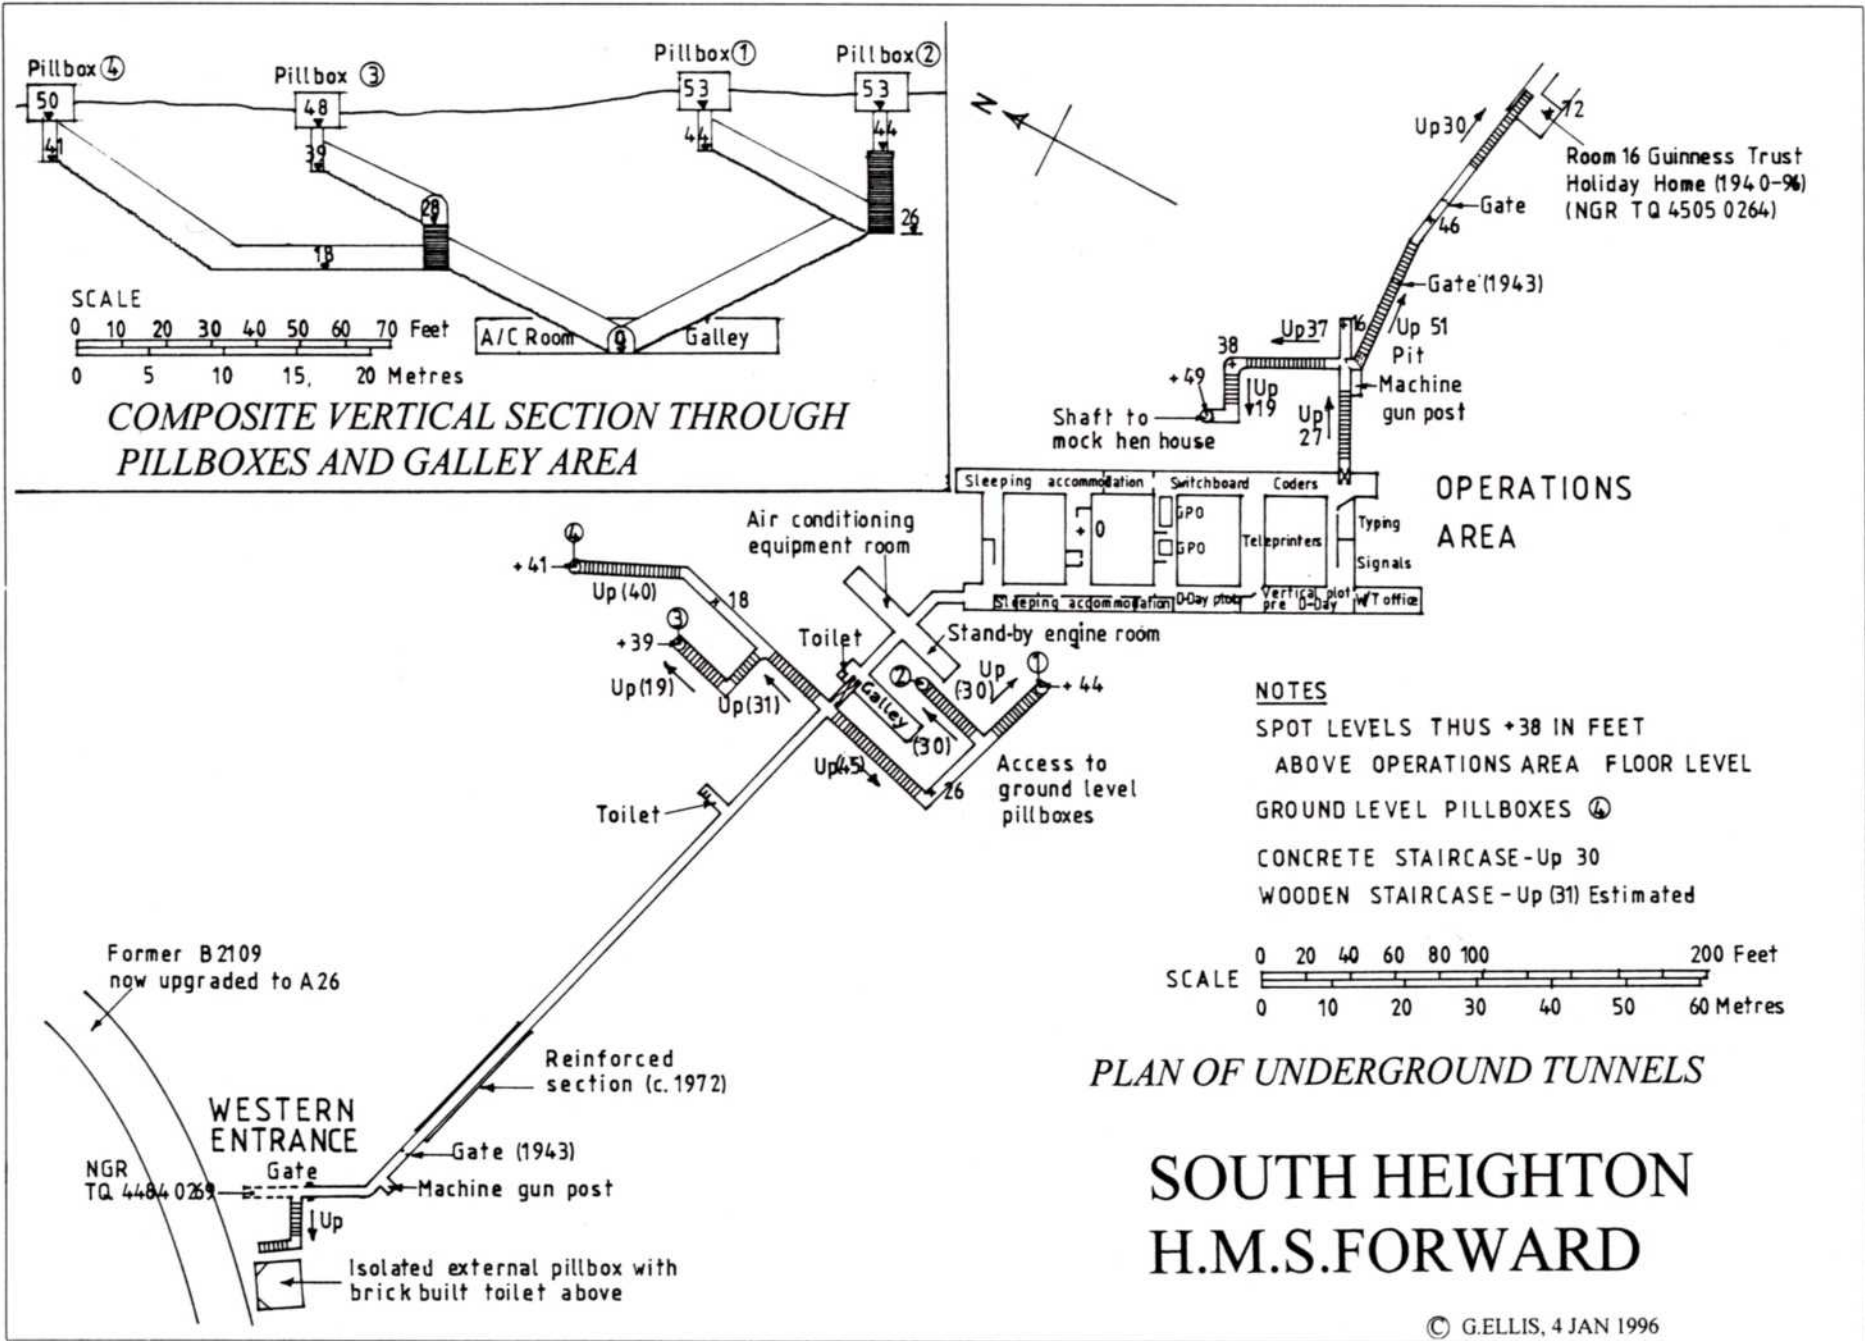 Pillbox ④
50
41
Pillbox ③
48
39
Pillbox ①
53
44
Pillbox ②
53
44
28
26
18
A/C Room
0
Galley
SCALE
0 10 20 30 40 50 60 70 Feet
0 5 10 15, 20 Metres
COMPOSITE VERTICAL SECTION THROUGH
PILLBOXES AND GALLEY AREA
N
Up30
72
Room 16 Guinness Trust
Holiday Home (1940-96)
(NGR TQ 4505 0264)
Gate
46
Gate (1943)
Up 51
16
Pit
Machine
gun post
Up37
38
+49
Up
19
Up
27
Shaft to
mock hen house
OPERATIONS
AREA
Sleeping accommodation
Switchboard
Coders
GPO
GPO
+ 0
Teleprinters
Typing
Signals
Sleeping accommodation
D-Day plot
Vertical plot
pre D-Day
W/T office
Air conditioning
equipment room
④
+41
Up (40)
18
③
+39
Up(19)
Up(31)
Toilet
Stand-by engine room
Galley
②
Up
(30)
①
+44
(30)
Up(45)
26
Access to
ground level
pillboxes
Toilet
NOTES
SPOT LEVELS THUS +38 IN FEET
ABOVE OPERATIONS AREA FLOOR LEVEL
GROUND LEVEL PILLBOXES ④
CONCRETE STAIRCASE-Up 30
WOODEN STAIRCASE-Up (31) Estimated
SCALE
0 20 40 60 80 100 200 Feet
0 10 20 30 40 50 60 Metres
Former B2109
now upgraded to A26
Reinforced
section (c. 1972)
WESTERN
ENTRANCE
Gate (1943)
Gate
NGR
TQ 4484 0269
Machine gun post
Up
Isolated external pillbox with
brick built toilet above
PLAN OF UNDERGROUND TUNNELS
SOUTH HEIGHTON
H.M.S.FORWARD
© G.ELLIS, 4 JAN 1996